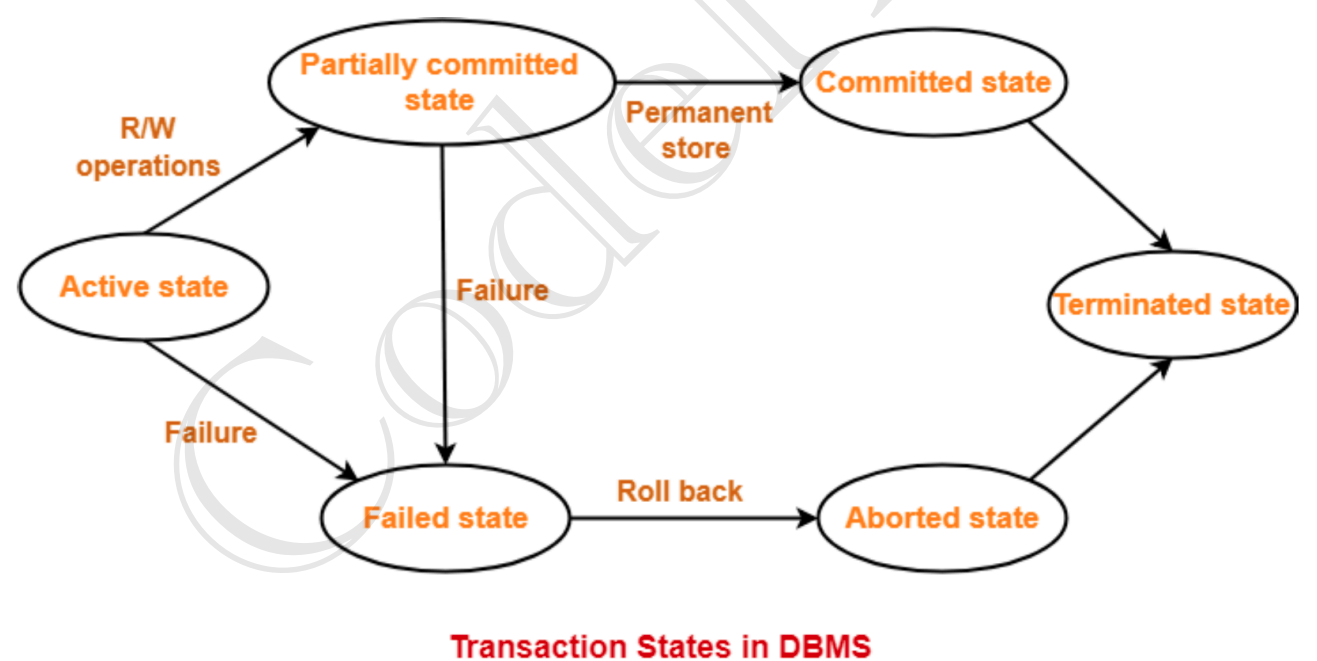 Partially committed
state
Committed state
R/W
operations
Permanent
store
Active state
Failure
Terminated state
Failure
Failed state
Roll back
Aborted state
Transaction States in DBMS